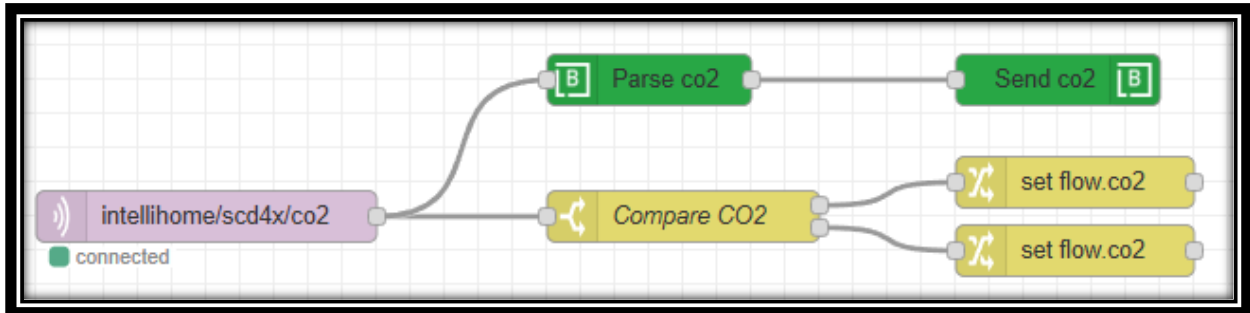 B Parse co2
Send co2 B
intellihome/scd4x/co2
connected
Compare CO2
set flow.co2
set flow.co2